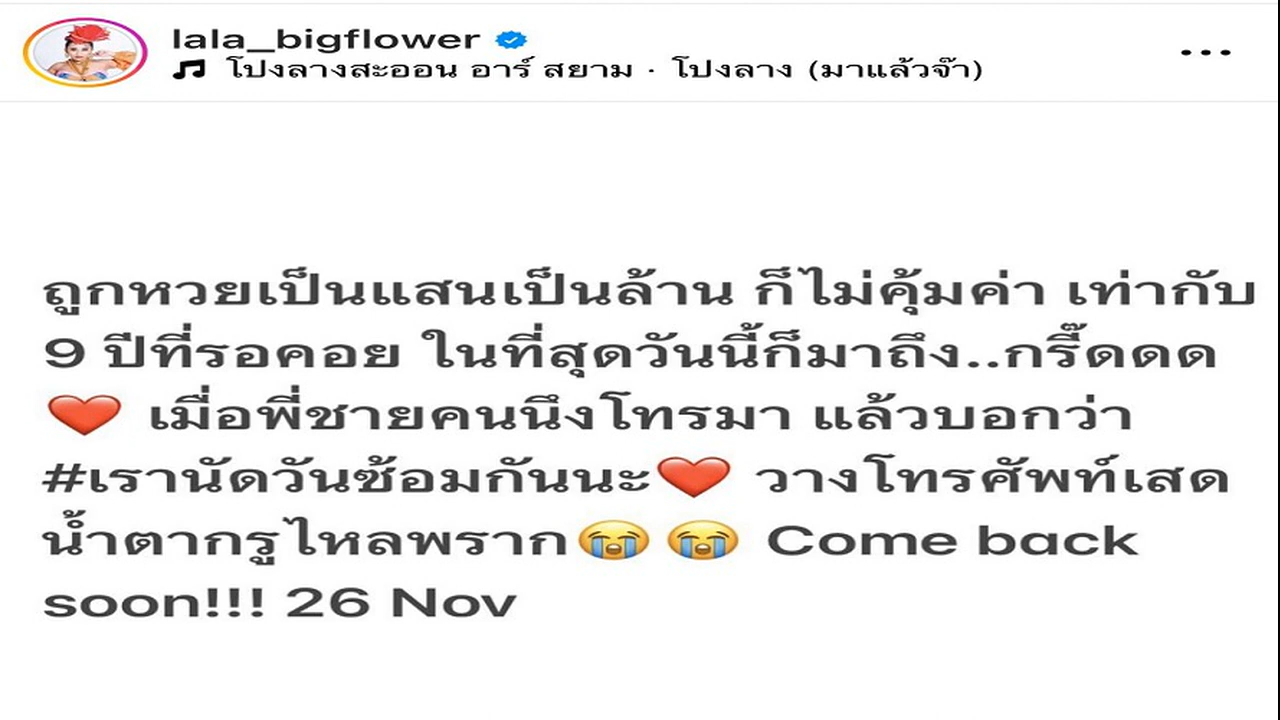 lala_bigflower
โปงลางสะออน อาร์ สยาม · โปงลาง (มาแล้วจ๊า)
ถูกหวยเป็นแสนเป็นล้าน ก็ไม่คุ้มค่า เท่ากับ
9 ปีที่รอคอย ในที่สุดวันนี้ก็มาถึง..กรี๊ดดด
❤️ เมื่อพี่ชายคนนึงโทรมา แล้วบอกว่า
#เรานัดวันซ้อมกันนะ❤️ วางโทรศัพท์เสด
น้ำตากรูไหลพราก😭😭 Come back
soon!!! 26 Nov